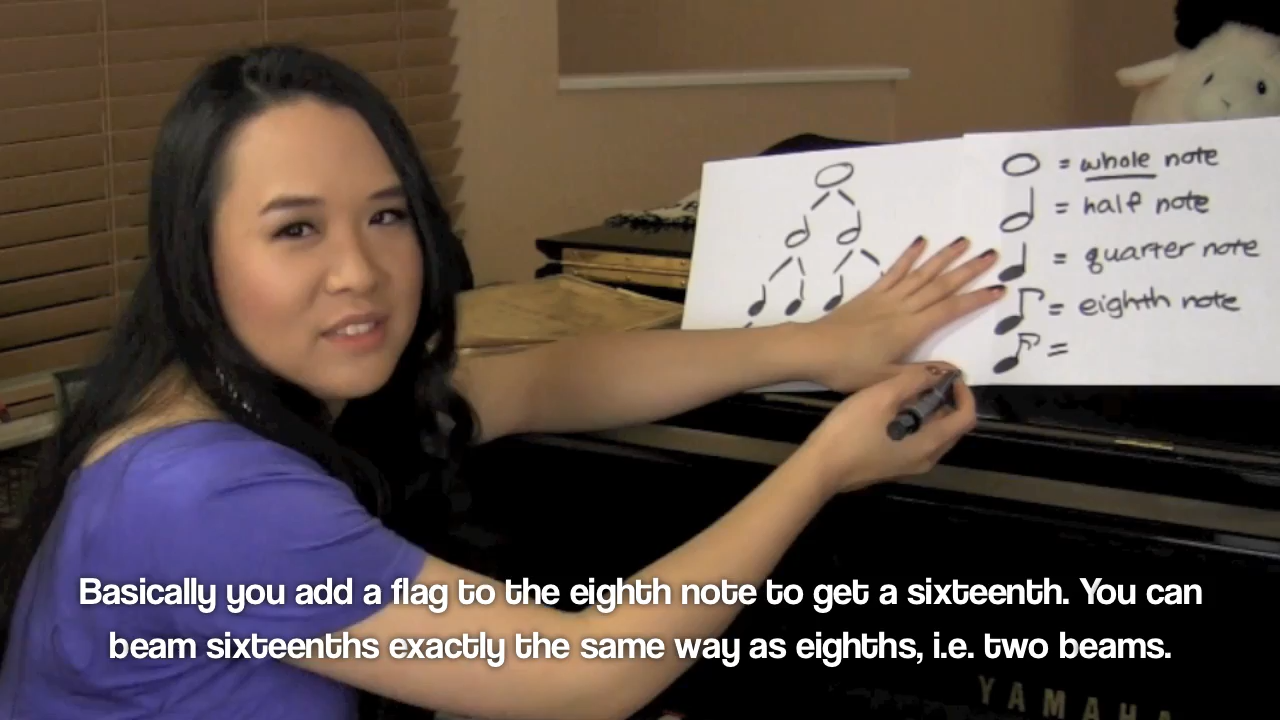 = whole note
= half note
= quarter note
= eighth note
=
Basically you add a flag to the eighth note to get a sixteenth. You can
beam sixteenths exactly the same way as eighths, i.e. two beams.
YAMAHA